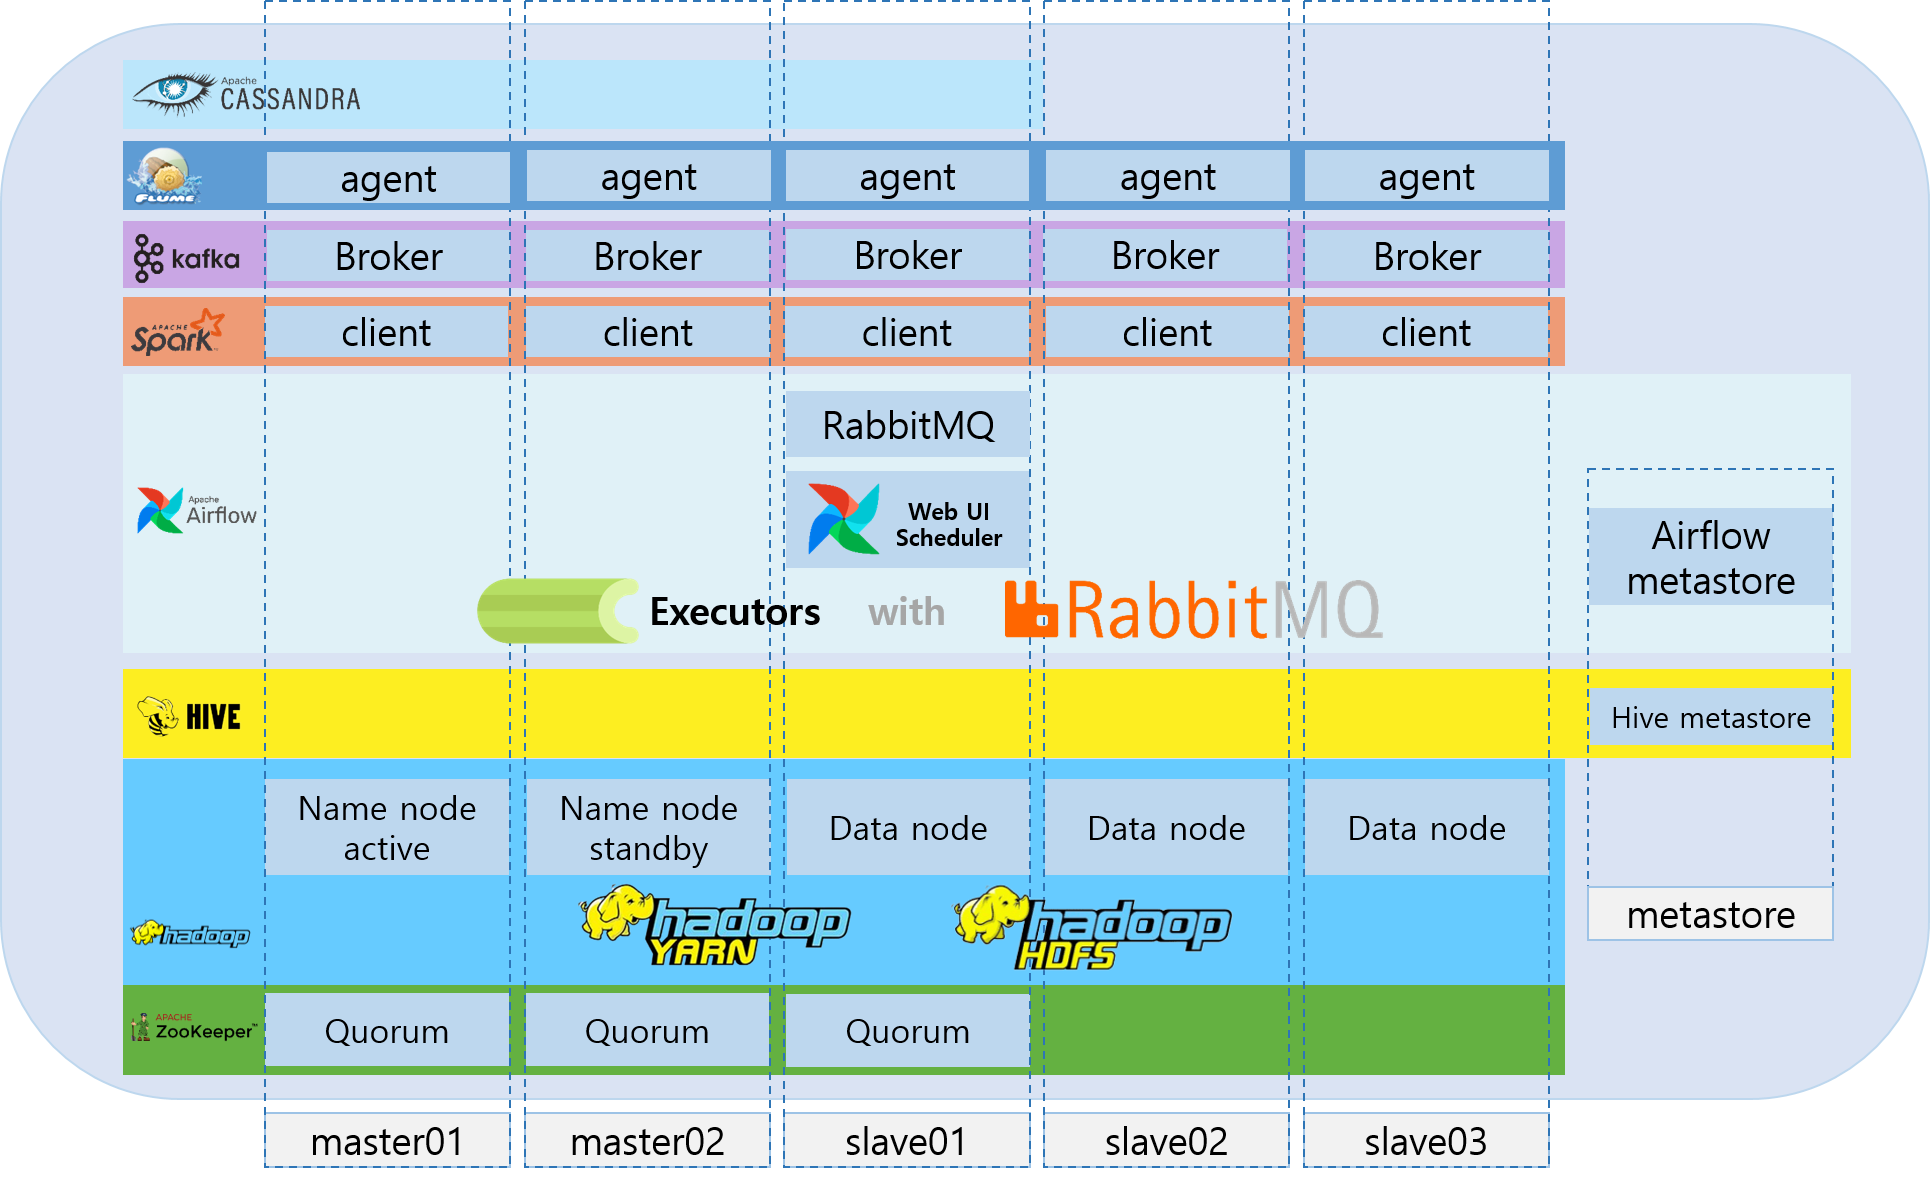 Apache
CASSANDRA
FLUME
agent
agent
agent
agent
agent
kafka
Broker
Broker
Broker
Broker
Broker
APACHE
Spark™
client
client
client
client
client
RabbitMQ
Apache
Airflow
Web UI
Scheduler
Airflow
metastore
Executors with RabbitMQ
HIVE
Hive metastore
Name node
active
Name node
standby
Data node
Data node
Data node
hadoop
hadoop
YARN
hadoop
HDFS
metastore
APACHE
ZooKeeper™
Quorum
Quorum
Quorum
master01
master02
slave01
slave02
slave03